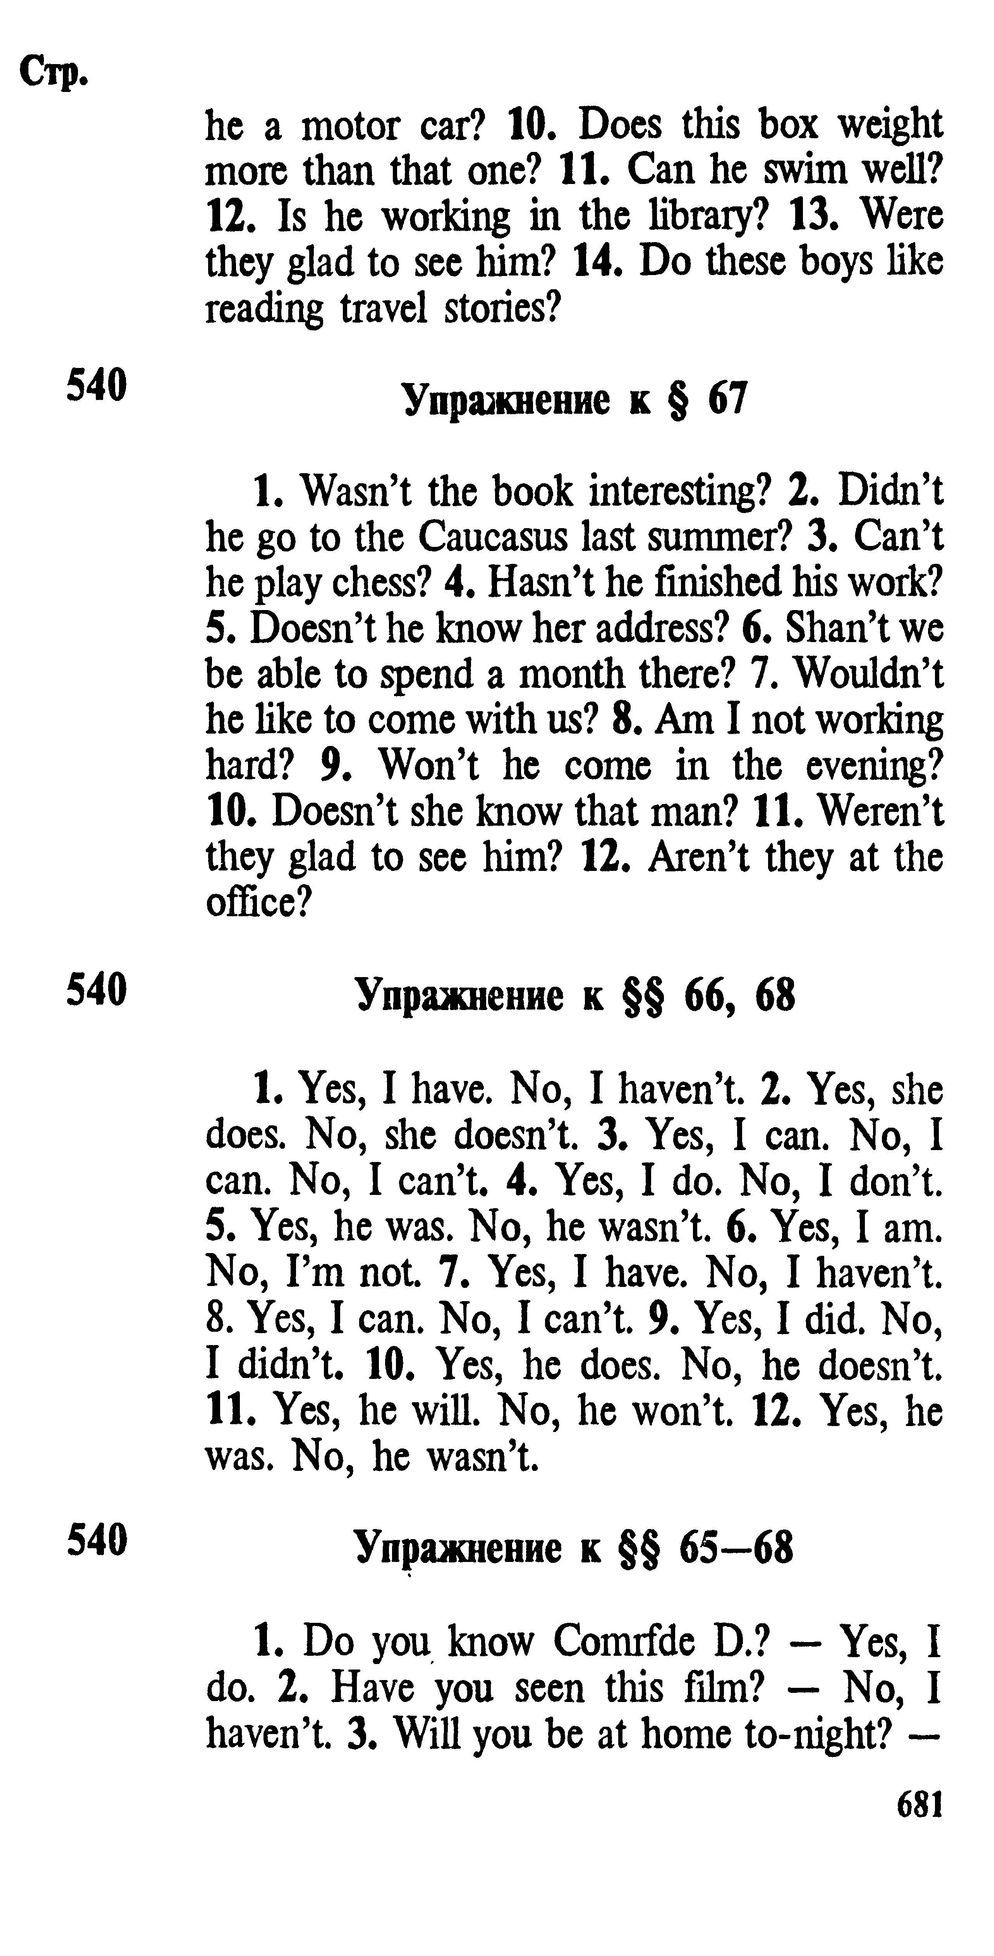 Стр.
he a motor car? 10. Does this box weight
more than that one? 11. Can he swim well?
12. Is he working in the library? 13. Were
they glad to see him? 14. Do these boys like
reading travel stories?
540
Упражнение к § 67
1. Wasn't the book interesting? 2. Didn't
he go to the Caucasus last summer? 3. Can't
he play chess? 4. Hasn't he finished his work?
5. Doesn't he know her address? 6. Shan't we
be able to spend a month there? 7. Wouldn't
he like to come with us? 8. Am I not working
hard? 9. Won't he come in the evening?
10. Doesn't she know that man? 11. Weren't
they glad to see him? 12. Aren't they at the
office?
540
Упражнение к §§ 66, 68
1. Yes, I have. No, I haven't. 2. Yes, she
does. No, she doesn't. 3. Yes, I can. No, I
can. No, I can't. 4. Yes, I do. No, I don't.
5. Yes, he was. No, he wasn't. 6. Yes, I am.
No, I'm not. 7. Yes, I have. No, I haven't.
8. Yes, I can. No, I can't. 9. Yes, I did. No,
I didn't. 10. Yes, he does. No, he doesn't.
11. Yes, he will. No, he won't. 12. Yes, he
was. No, he wasn't.
540
Упражнение к §§ 65—68
1. Do you know Comrfde D.? — Yes, I
do. 2. Have you seen this film? — No, I
haven't. 3. Will you be at home to-night? —
681